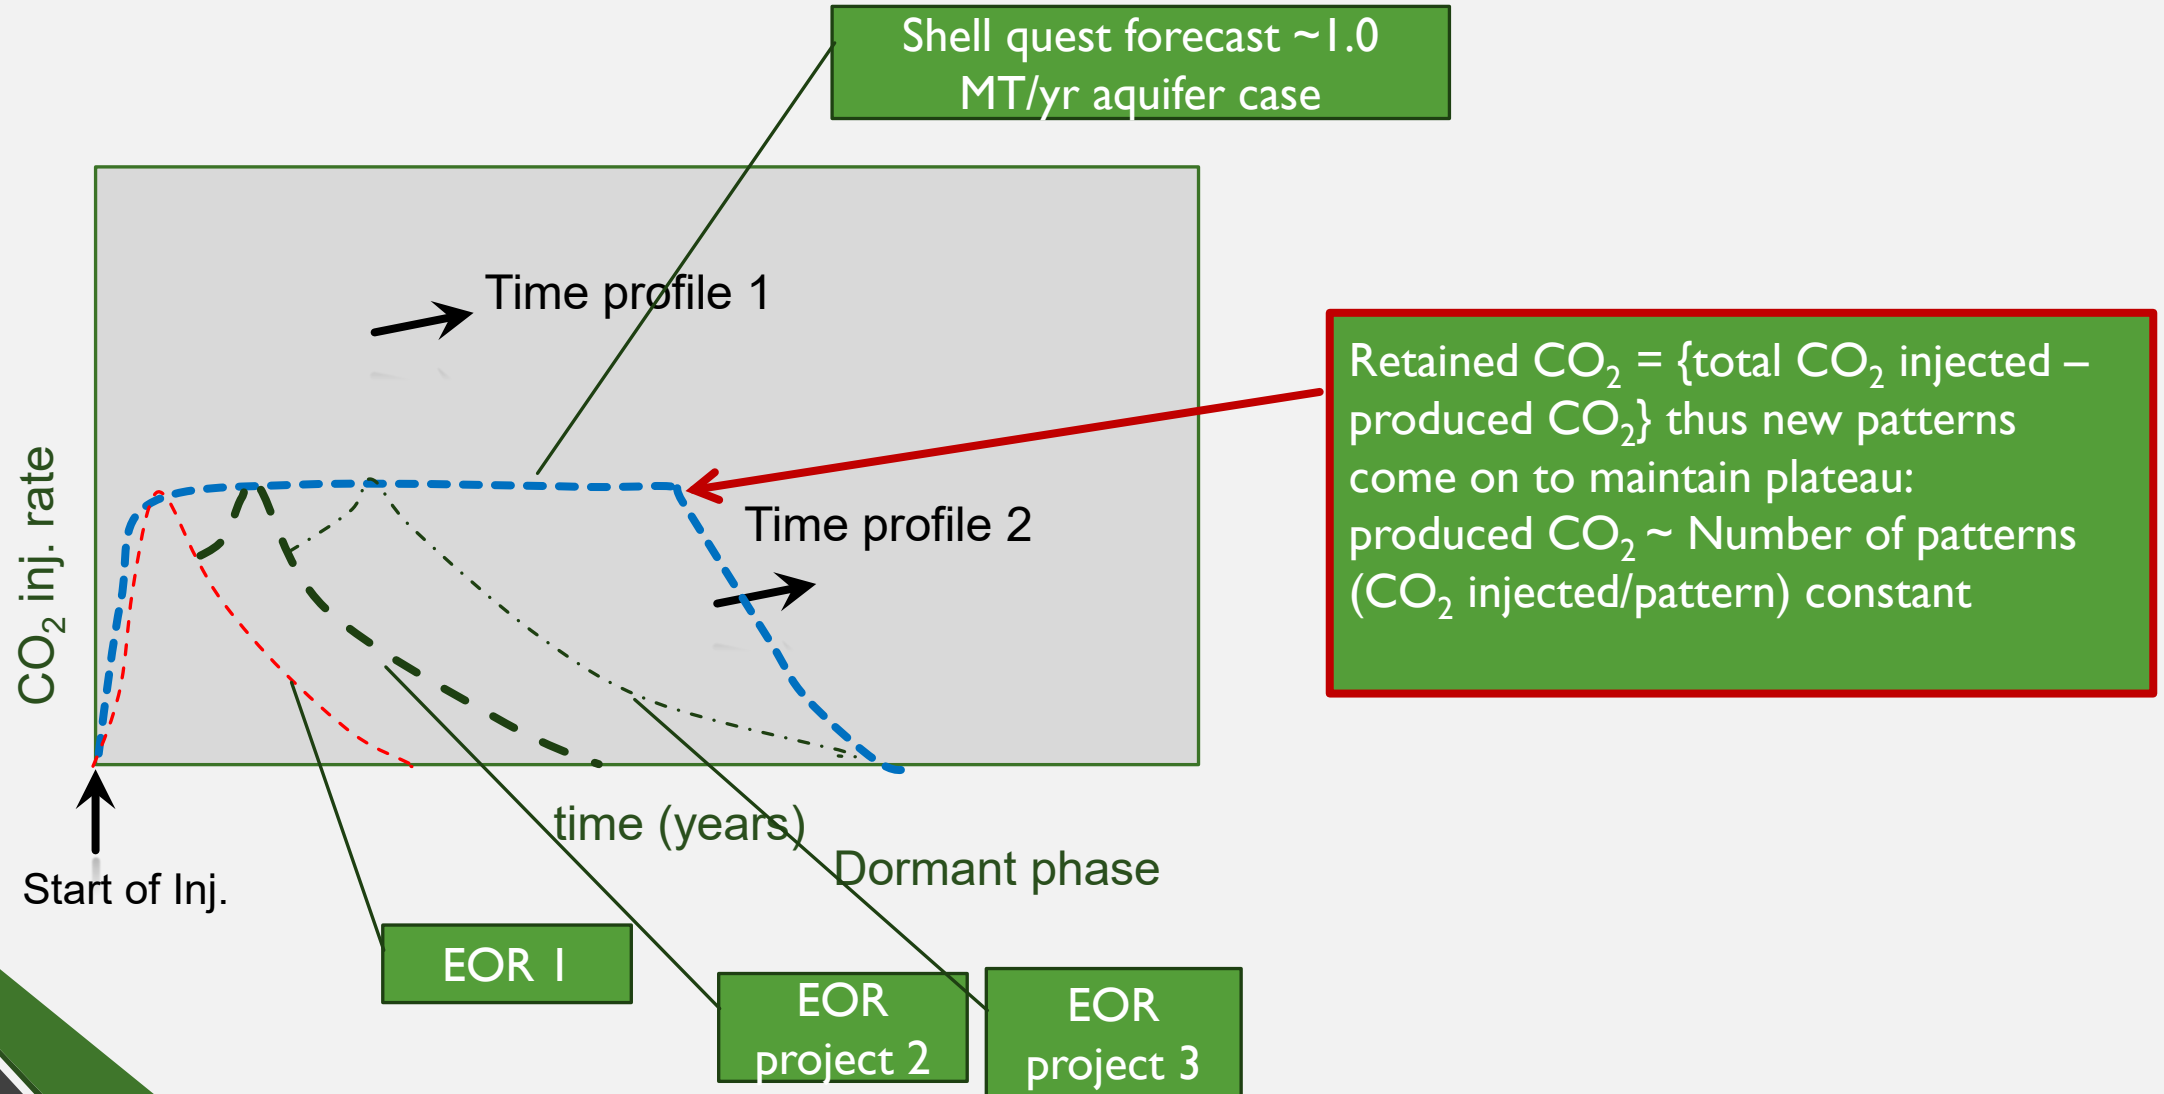 Shell quest forecast ~1.0
MT/yr aquifer case
Time profile 1
Retained CO₂ = {total CO₂ injected –
produced CO₂} thus new patterns
come on to maintain plateau:
produced CO₂ ~ Number of patterns
(CO₂ injected/pattern) constant
Time profile 2
CO₂ inj. rate
time (years)
Dormant phase
Start of Inj.
EOR 1
EOR
project 2
EOR
project 3